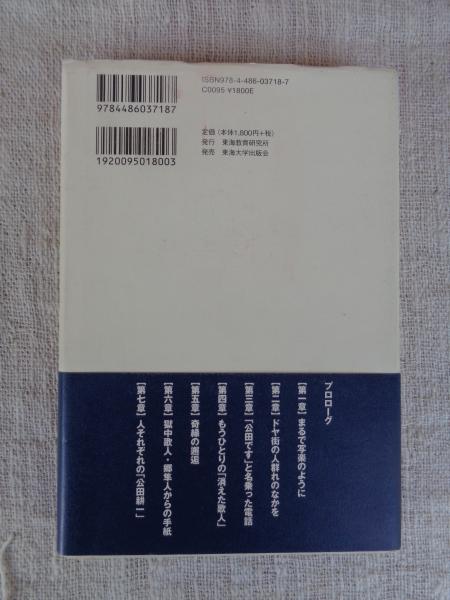 ISBN978-4-486-03718-7
C0095 ¥1800E
9784486037187
定価(本体1,800円+税)
発行 東海教育研究所
発売 東海大学出版会
1920095018003
プロローグ
【第一章】まるで写楽のように
【第二章】ドヤ街の人群れのなかを
【第三章】「公田です」と名乗った電話
【第四章】もうひとりの「消えた歌人」
【第五章】奇縁の邂逅
【第六章】獄中歌人・郷隼人からの手紙
【第七章】人それぞれの「公田耕一」